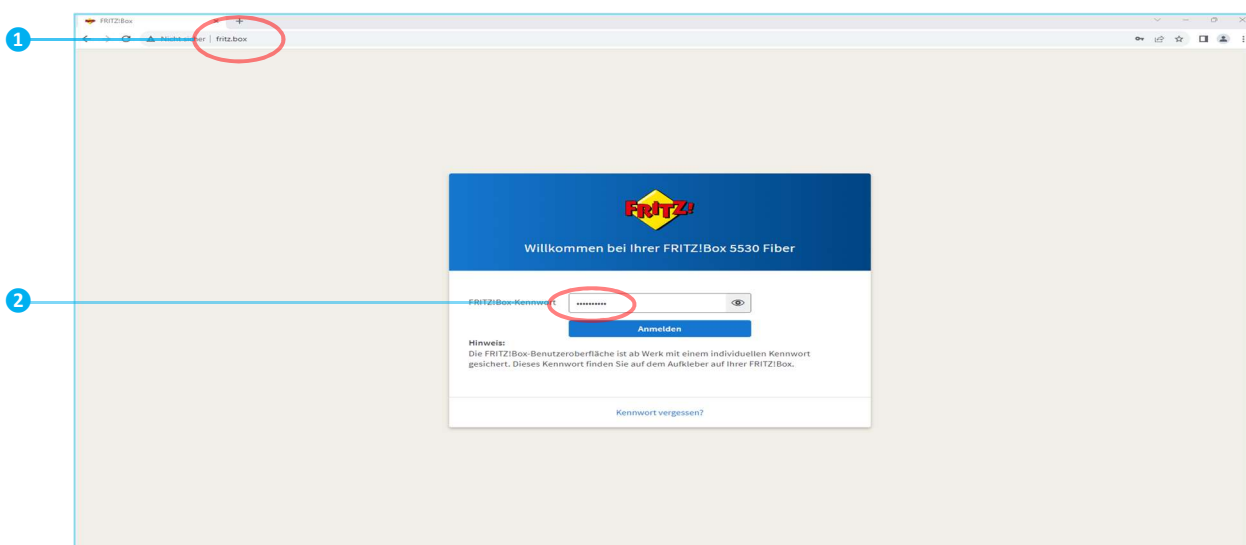 FRITZ!Box
1
Nicht sicher | fritz.box
FRITZ!
Willkommen bei Ihrer FRITZ!Box 5530 Fiber
2
FRITZ!Box-Kennwort ••••••••••
Anmelden
Hinweis:
Die FRITZ!Box-Benutzeroberfläche ist ab Werk mit einem individuellen Kennwort
gesichert. Dieses Kennwort finden Sie auf dem Aufkleber auf Ihrer FRITZ!Box.
Kennwort vergessen?